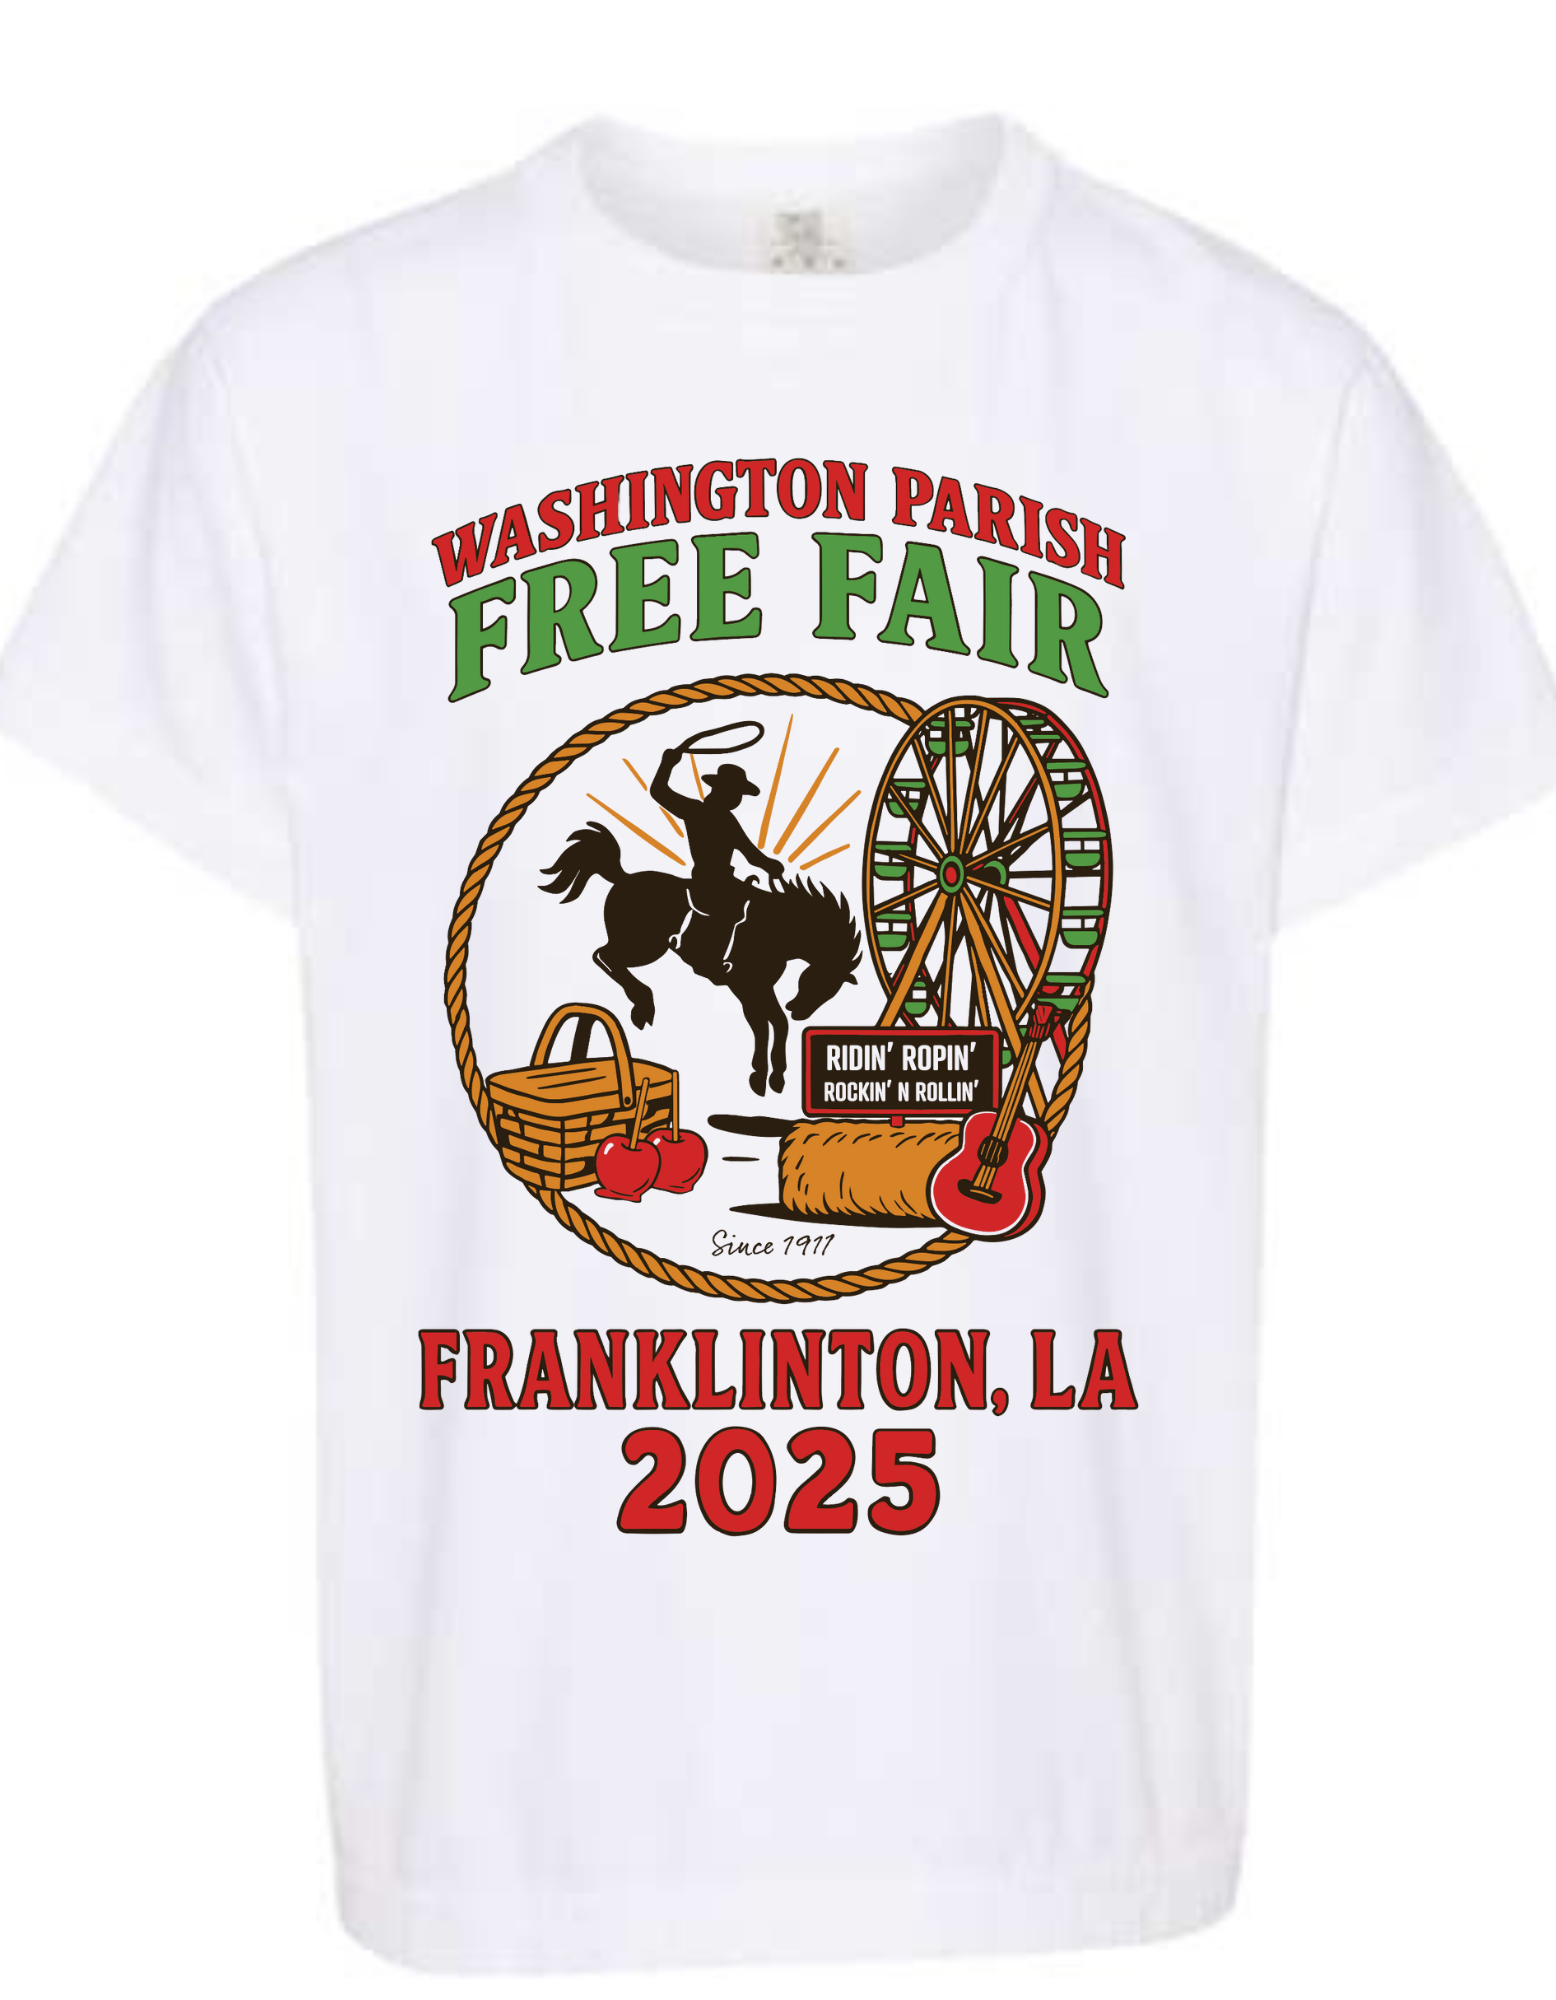 WASHINGTON PARISH
FREE FAIR
RIDIN' ROPIN'
ROCKIN' N ROLLIN'
Since 1911
FRANKLINTON, LA
2025